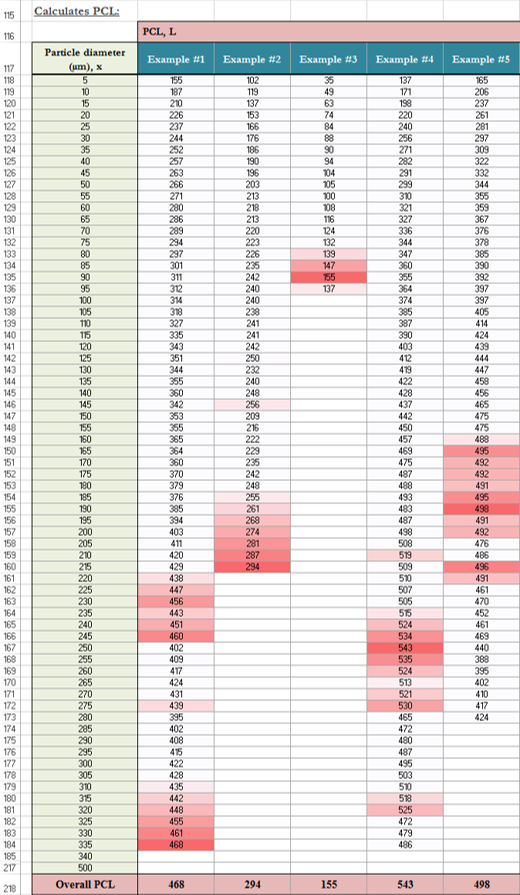 115 Calculates PCL:
116 PCL, L
117 Particle diameter (µm), x Example #1 Example #2 Example #3 Example #4 Example #5
118 5 155 102 35 137 165
119 10 187 119 49 171 206
120 15 210 137 63 198 237
121 20 226 153 74 220 261
122 25 237 166 84 240 281
123 30 244 176 88 256 297
124 35 252 186 90 271 309
125 40 257 190 94 282 322
126 45 263 196 104 291 332
127 50 266 203 105 299 344
128 55 271 213 100 310 355
129 60 280 218 108 321 359
130 65 286 213 116 327 367
131 70 289 220 124 336 376
132 75 294 223 132 344 378
133 80 297 226 139 347 385
134 85 301 235 147 360 390
135 90 311 242 155 355 392
136 95 312 240 137 364 397
137 100 314 240 374 397
138 105 318 238 385 405
139 110 327 241 387 414
140 115 335 241 390 424
141 120 343 242 403 439
142 125 351 250 412 444
143 130 344 232 419 447
144 135 355 240 422 458
145 140 360 248 428 456
146 145 342 256 437 465
147 150 353 209 442 475
148 155 355 216 450 475
149 160 365 222 457 488
150 165 364 229 469 495
151 170 360 235 475 492
152 175 370 242 487 492
153 180 379 248 488 491
154 185 376 255 493 495
155 190 385 261 483 498
156 195 394 268 487 491
157 200 403 274 498 492
158 205 411 281 508 476
159 210 420 287 519 486
160 215 429 294 509 496
161 220 438 510 491
162 225 447 507 461
163 230 456 505 470
164 235 443 515 452
165 240 451 524 461
166 245 460 534 469
167 250 402 543 440
168 255 409 535 388
169 260 417 524 395
170 265 424 513 402
171 270 431 521 410
172 275 439 530 417
173 280 395 465 424
174 285 402 472
175 290 408 480
176 295 415 487
177 300 422 495
178 305 428 503
179 310 435 510
180 315 442 518
181 320 448 525
182 325 455 472
183 330 461 479
184 335 468 486
185 340
217 500
218 Overall PCL 468 294 155 543 498